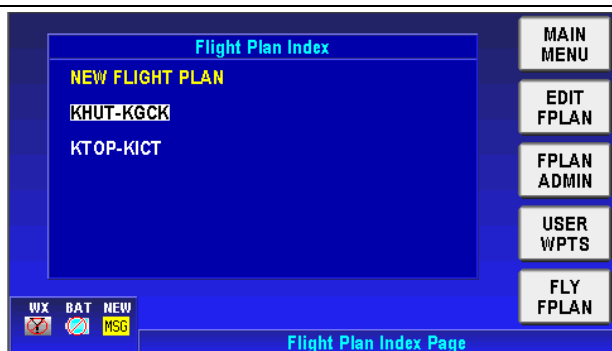 Flight Plan Index
NEW FLIGHT PLAN
KHUT-KGCK
KTOP-KICT
MAIN
MENU
EDIT
FPLAN
FPLAN
ADMIN
USER
WPTS
FLY
FPLAN
WX BAT NEW
MSG
Flight Plan Index Page